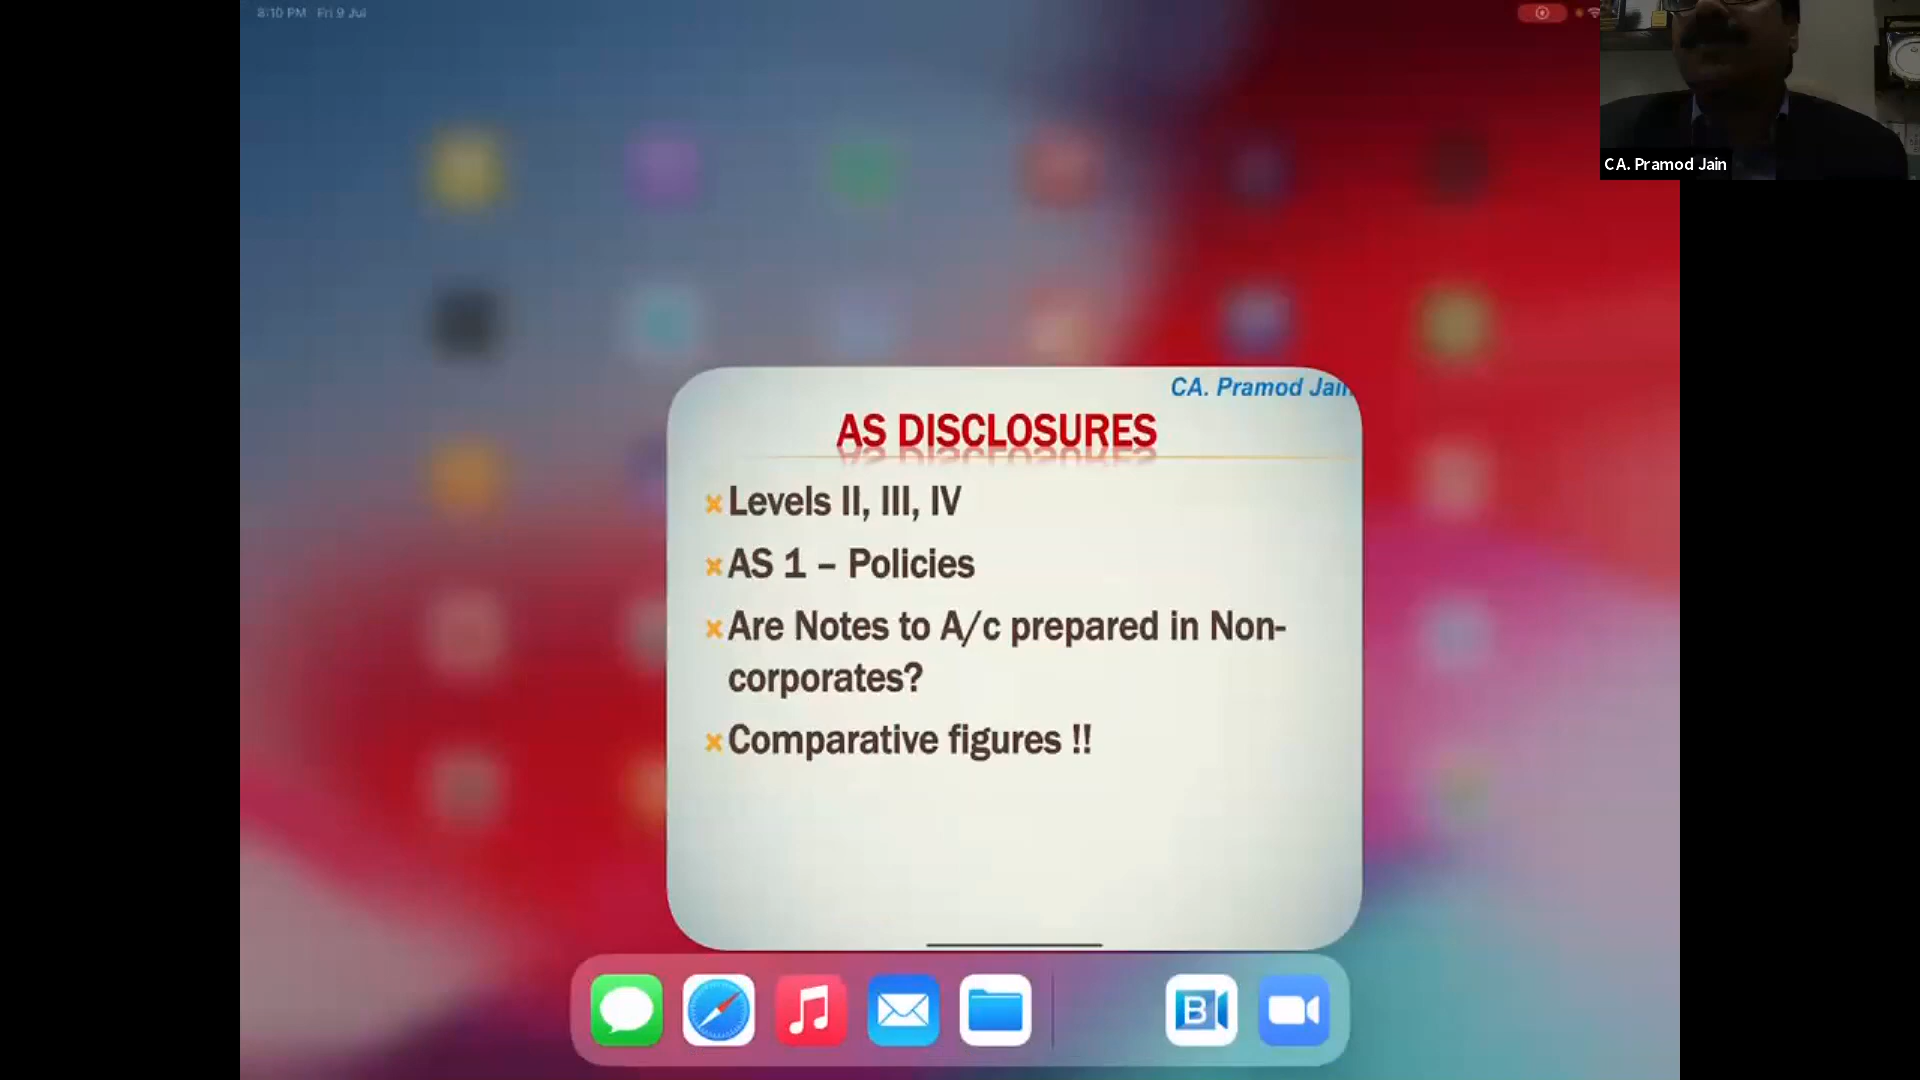 8:10 PM Fri 9 Jul
CA. Pramod Jain
CA. Pramod Jain
AS DISCLOSURES
Levels II, III, IV
AS 1 – Policies
Are Notes to A/c prepared in Non-
corporates?
Comparative figures !!
B